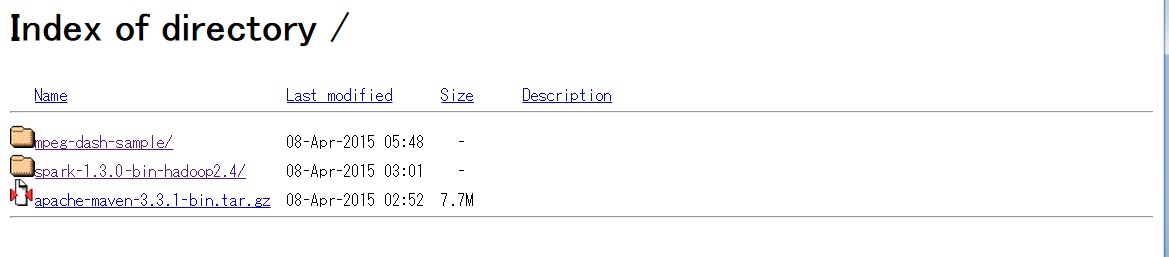 Index of directory /
Name Last modified Size Description
mpeg-dash-sample/ 08-Apr-2015 05:48 -
spark-1.3.0-bin-hadoop2.4/ 08-Apr-2015 03:01 -
apache-maven-3.3.1-bin.tar.gz 08-Apr-2015 02:52 7.7M